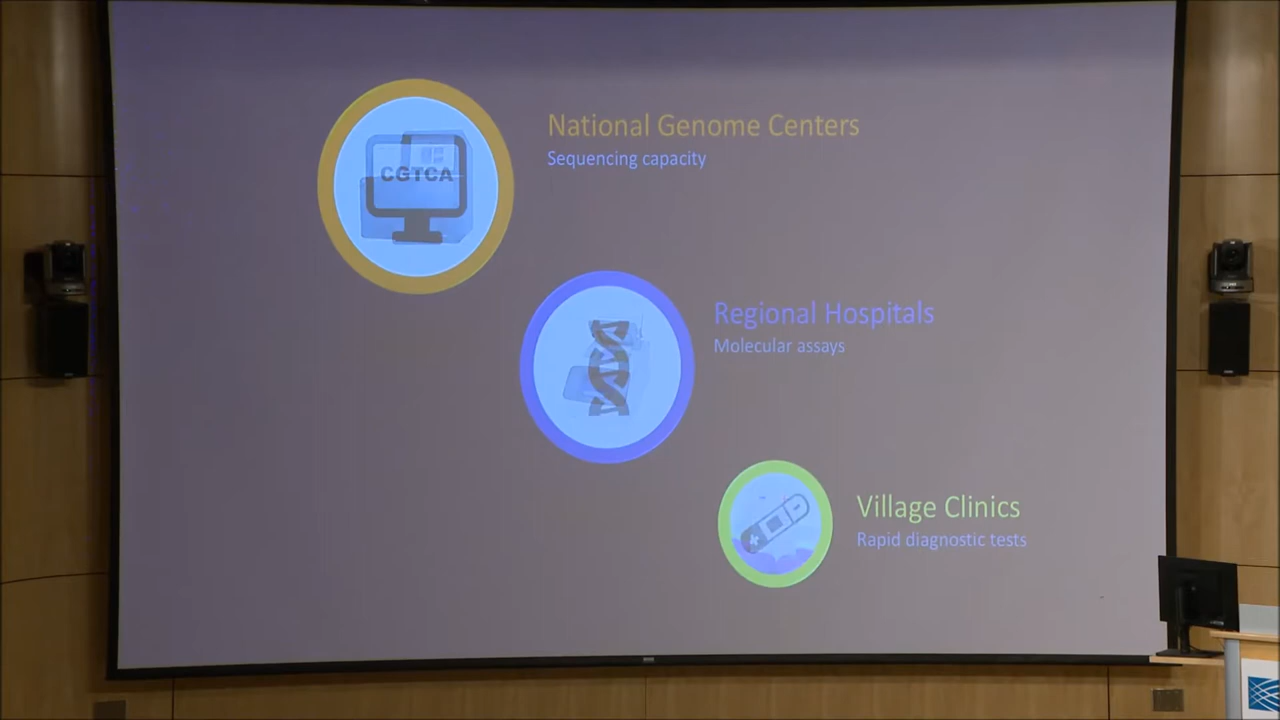 CGTCA
National Genome Centers
Sequencing capacity
Regional Hospitals
Molecular assays
Village Clinics
Rapid diagnostic tests